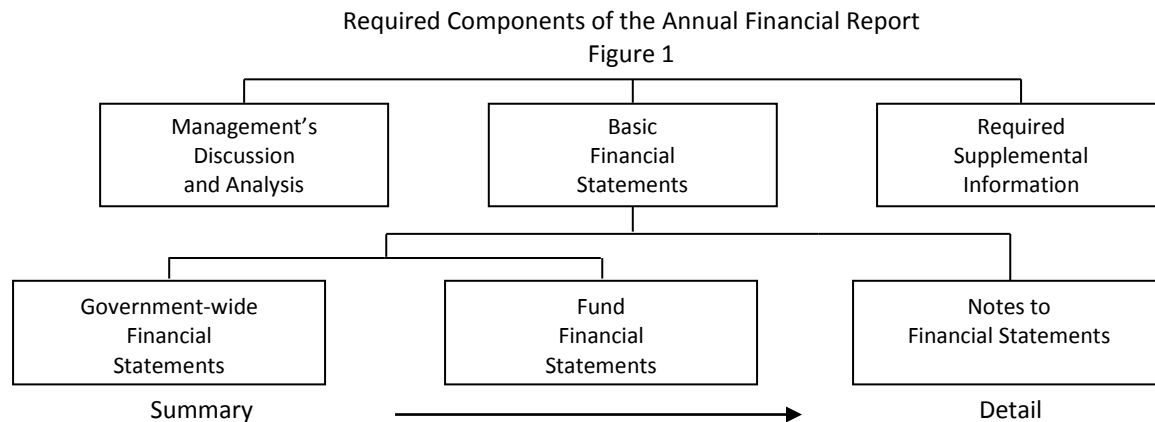 Required Components of the Annual Financial Report
Figure 1
Management’s
Discussion
and Analysis
Basic
Financial
Statements
Required
Supplemental
Information
Government-wide
Financial
Statements
Fund
Financial
Statements
Notes to
Financial Statements
Summary
Detail